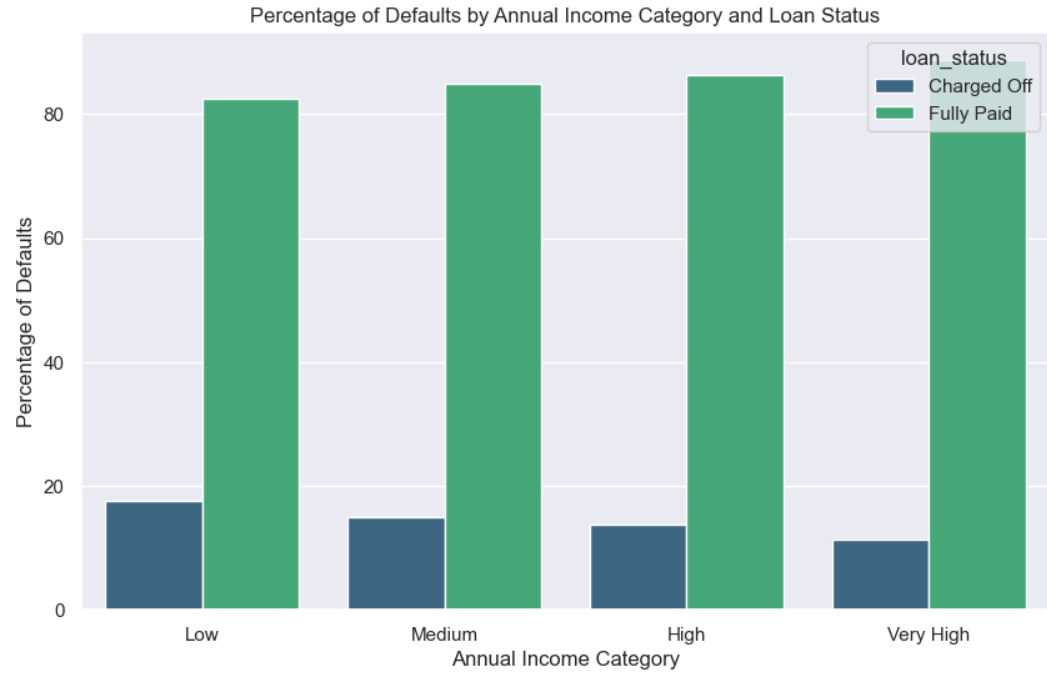 Percentage of Defaults by Annual Income Category and Loan Status
loan_status
Charged Off
Fully Paid
Percentage of Defaults
80
60
40
20
0
Low
Medium
High
Very High
Annual Income Category